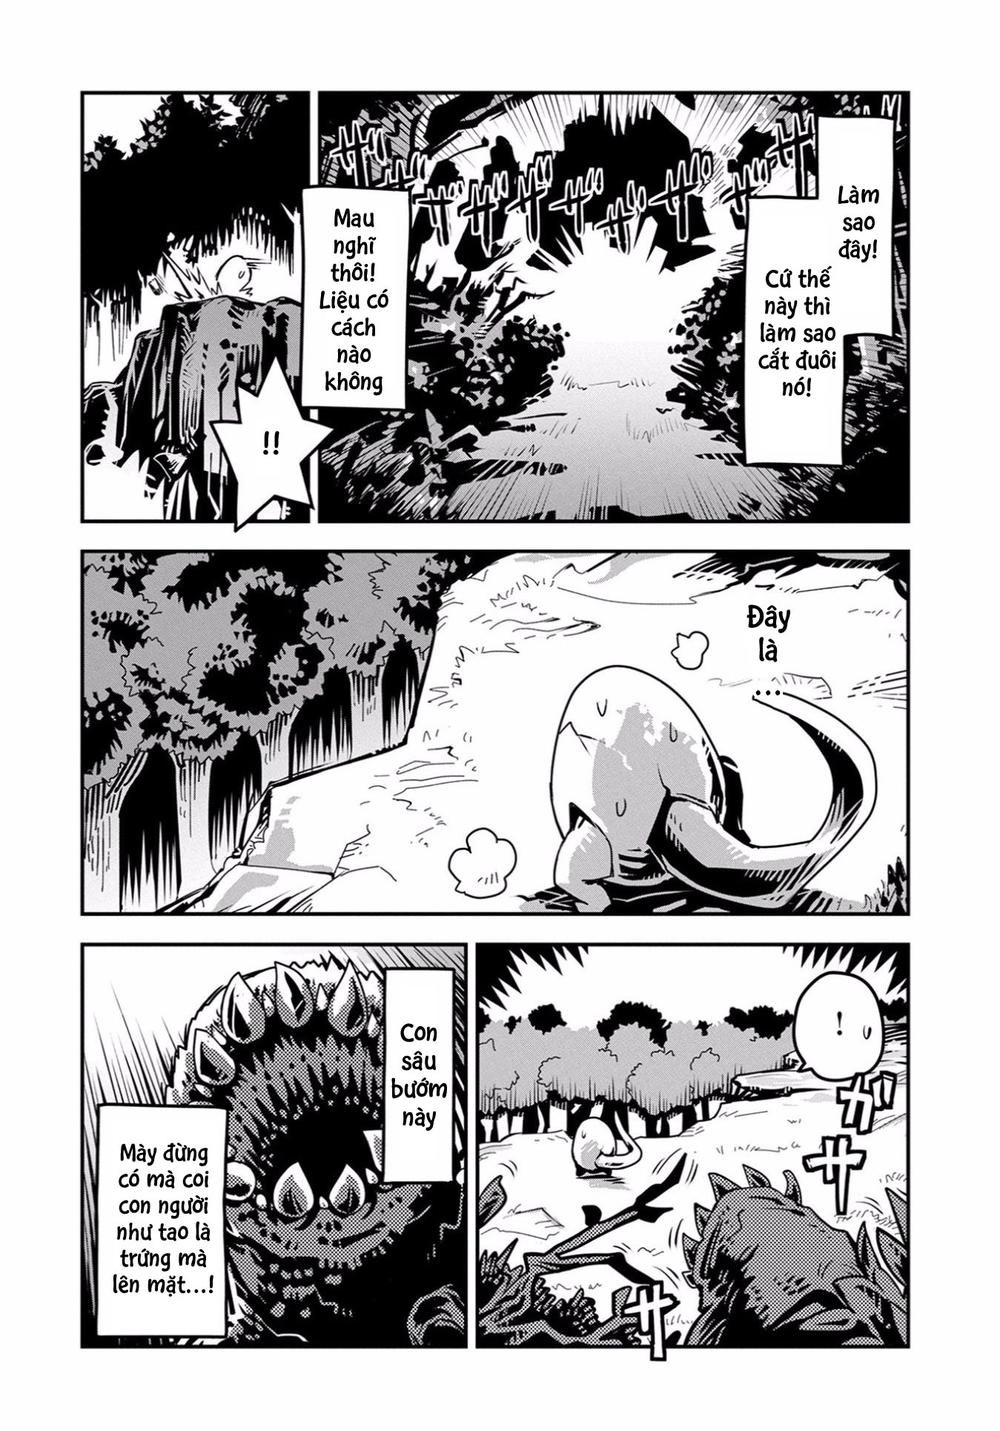 Làm
sao
đây!
Cứ thế
này thì
làm sao
cắt đuôi
nó!
ザザザザザザザザ
Mau
nghĩ
thôi!
Liệu có
cách
nào
không
!!
Đây
là
...
!
ガ
サ
ガサ
Con
sâu
bướm
này
Mày đừng
có mà coi
con người
như tao là
trứng mà
lên mặt...!